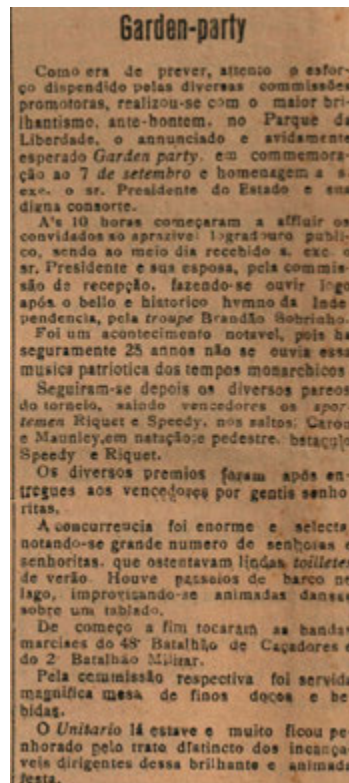 Garden-party
Como era de prever, attento o esfor-
ço dispendido pelas diversas commissões
promotoras, realizou-se com o maior bri-
lhantismo, ante-hontem, no Parque da
Liberdade, o annunciado e avidamente
esperado Garden party, em commemora-
ção ao 7 de setembro e homenagem a s.
exc. o sr. Presidente do Estado e sua
digna consorte.
A's 10 horas começaram a affluir os
convidados ao aprazivel logradouro publi-
co, sendo ao meio dia recebido s. exc. o
sr. Presidente e sua esposa, pela commis-
são de recepção, fazendo-se ouvir logo
após o bello e historico hymno da Inde
pendencia, pela troupe Brandão Sobrinho.
Foi um acontecimento notavel, pois ha
seguramente 25 annos não se ouvia essa
musica patriotica dos tempos monarchicos
Seguiram-se depois os diversos pareos
do torneio, saindo vencedores os spor-
temen Riquet e Speedy, nos saltos; Caron
e Maunley, em natação; e pedestre,
Speedy e Riquet.
Os diversos premios foram após en-
tregues aos vencedores por gentis senho
ritas.
A concurrencia foi enorme e selecta,
notando-se grande numero de senhoras e
senhoritas, que ostentavam lindas toilletes
de verão. Houve passeios de barco no
lago, improvisando-se animadas dansas
sobre um tablado.
De começo a fim tocaram as bandas
marciaes do 48º Batalhão de Caçadores e
do 2º Batalhão Militar.
Pela commissão respectiva foi servida
magnifica mesa de finos doces e be
bidas.
O Unitario lá esteve e muito ficou pe
nhorado pelo trato distincto dos incança-
veis dirigentes dessa brilhante e animada
festa.